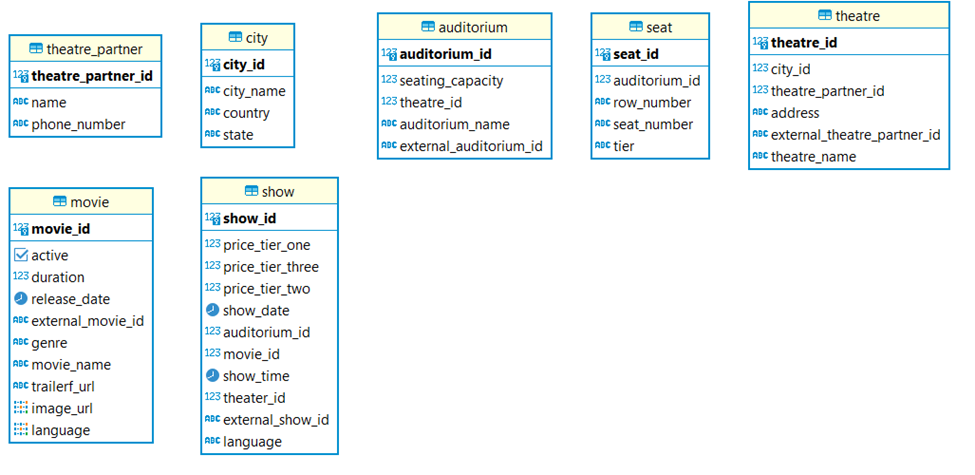 theatre_partner
123 theatre_partner_id
ABC name
ABC phone_number
city
123 city_id
ABC city_name
ABC country
ABC state
auditorium
123 auditorium_id
123 seating_capacity
123 theatre_id
ABC auditorium_name
ABC external_auditorium_id
seat
123 seat_id
123 auditorium_id
ABC row_number
ABC seat_number
ABC tier
theatre
123 theatre_id
123 city_id
123 theatre_partner_id
ABC address
ABC external_theatre_partner_id
ABC theatre_name
movie
123 movie_id
active
123 duration
release_date
ABC external_movie_id
ABC genre
ABC movie_name
ABC trailerf_url
image_url
language
show
123 show_id
123 price_tier_one
123 price_tier_three
123 price_tier_two
show_date
123 auditorium_id
123 movie_id
show_time
123 theater_id
ABC external_show_id
ABC language